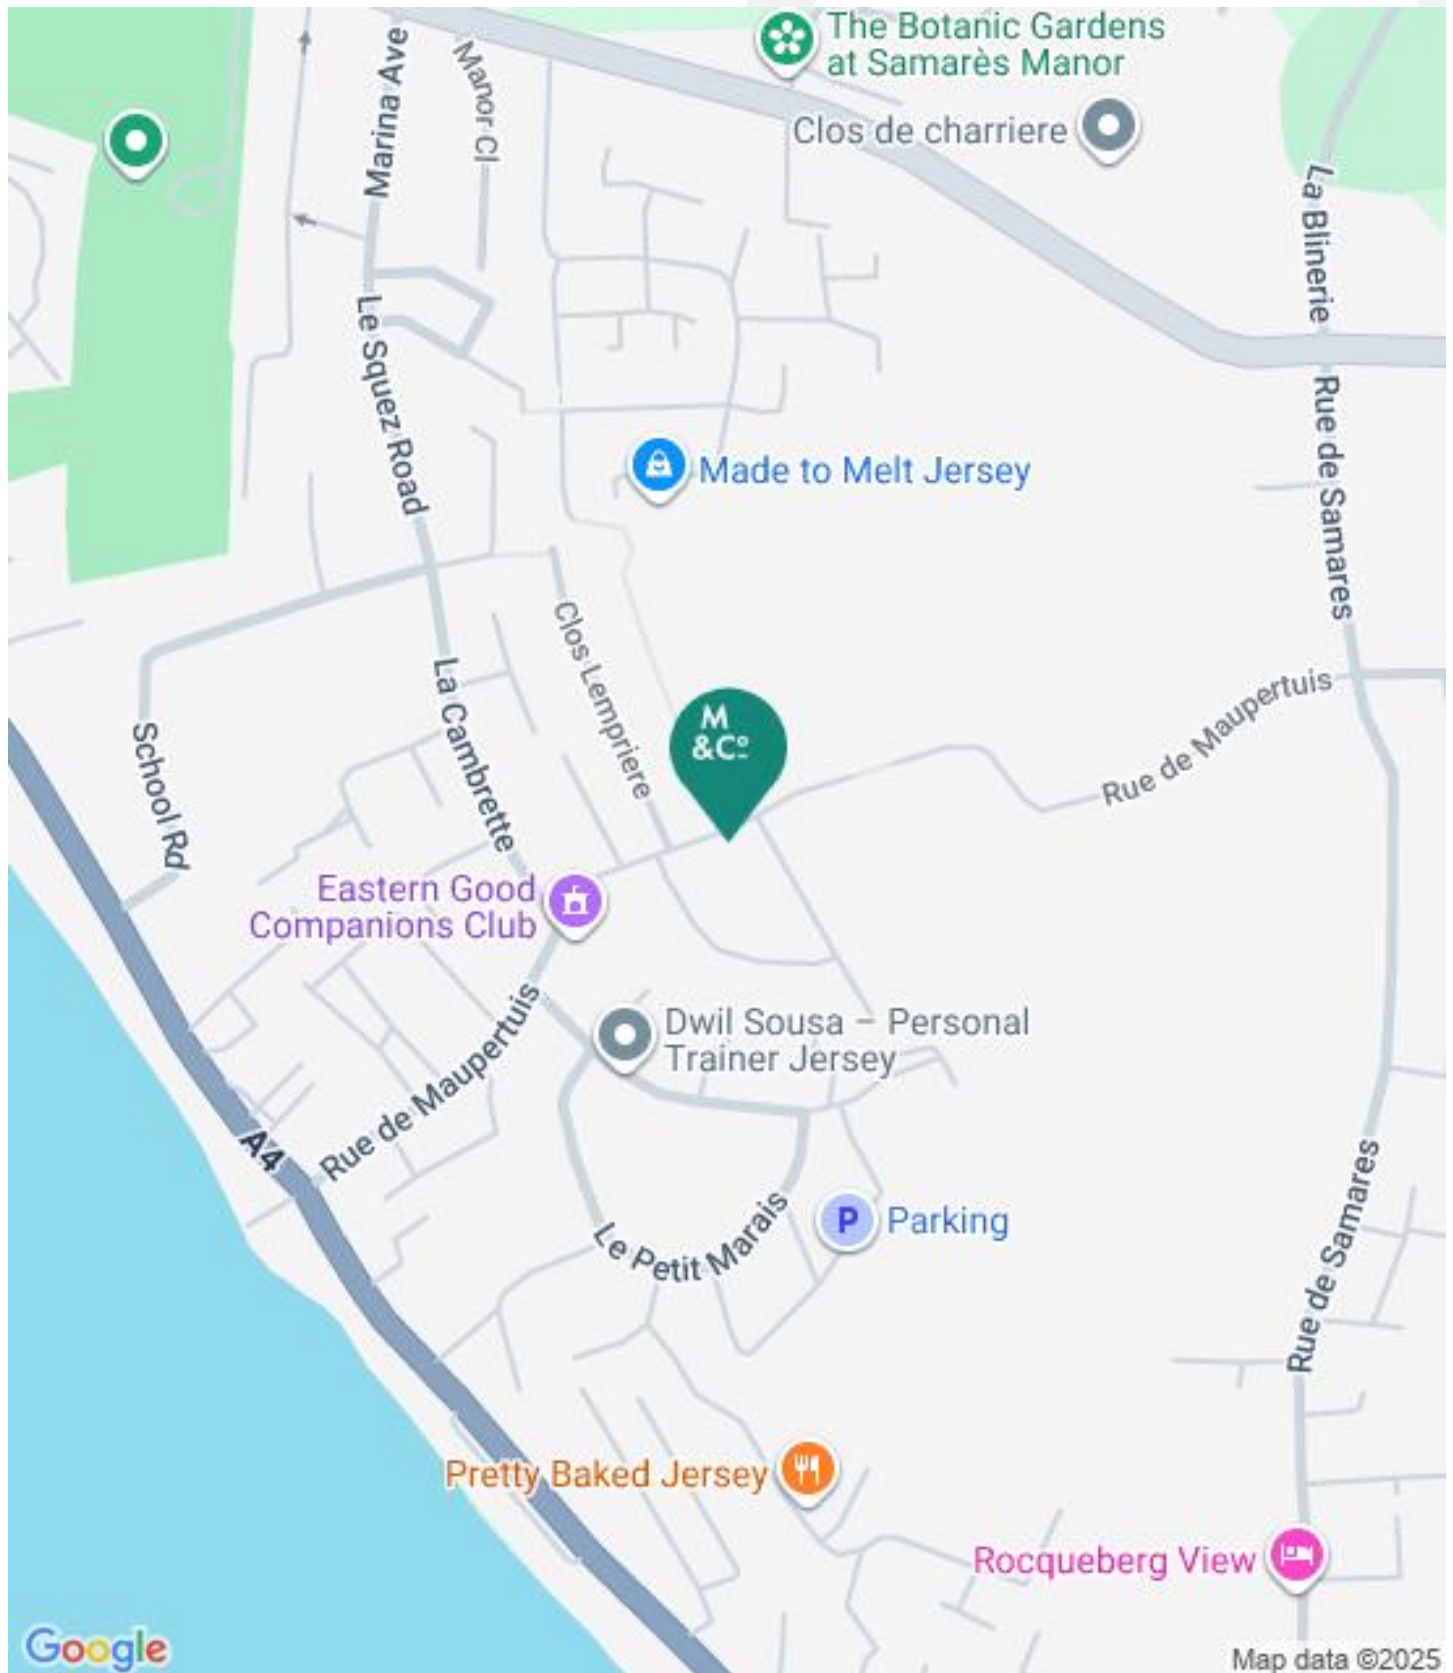 The Botanic Gardens
at Samarès Manor
Clos de charriere
Marina Ave
Manor Cl
La Blinerie
Le Squez Road
Rue de Samares
Made to Melt Jersey
Clos Lempriere
La Cambrette
M
&Cº
Rue de Maupertuis
School Rd
Eastern Good
Companions Club
Dwil Sousa – Personal
Trainer Jersey
Rue de Maupertuis
A4
Le Petit Marais
P
Parking
Rue de Samares
Pretty Baked Jersey
Rocqueberg View
Google
Map data ©2025